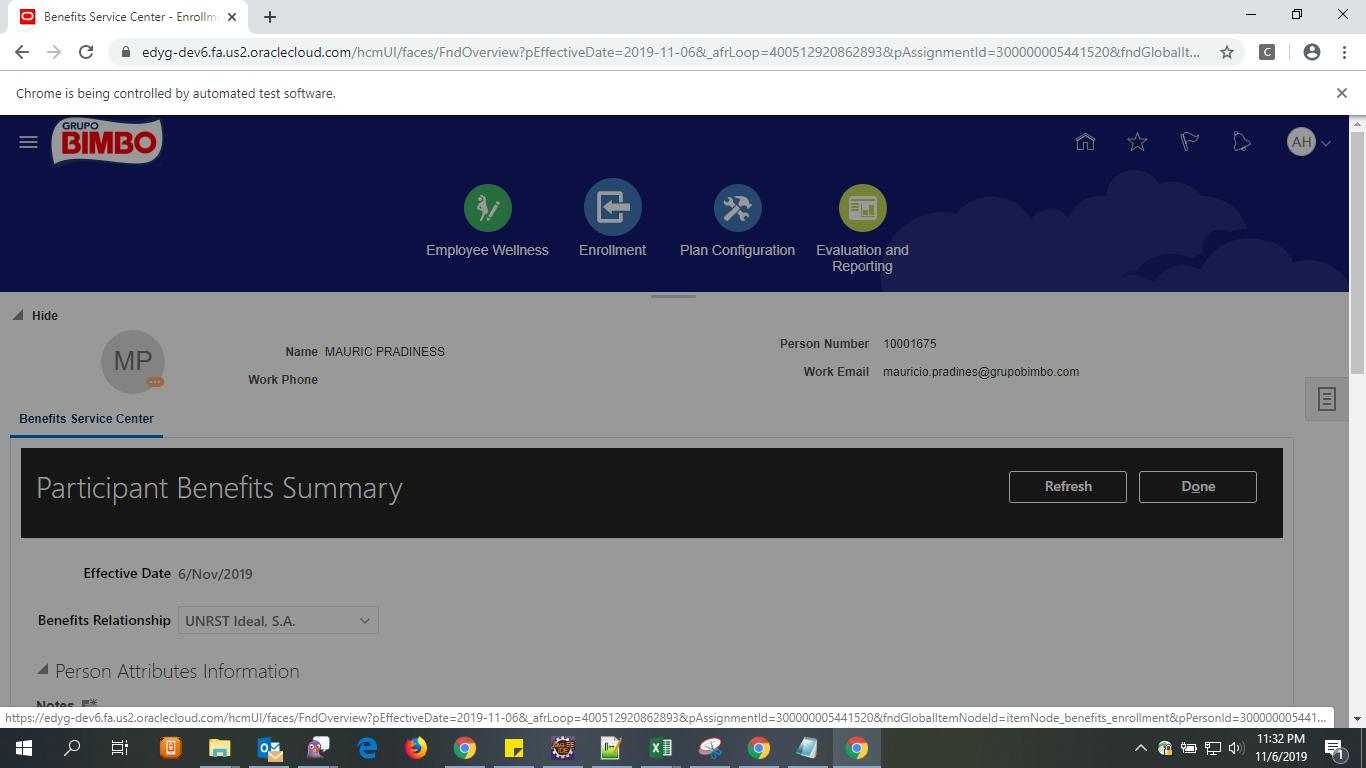 Benefits Service Center - Enrollm
edyg-dev6.fa.us2.oraclecloud.com/hcmUI/faces/FndOverview?pEffectiveDate=2019-11-06&_afrLoop=400512920862893&pAssignmentId=300000005441520&fndGlobalIt...
C
Chrome is being controlled by automated test software.
GRUPO
BIMBO
AH
Employee Wellness
Enrollment
Plan Configuration
Evaluation and
Reporting
Hide
MP
Name MAURIC PRADINESS
Person Number 10001675
Work Phone
Work Email mauricio.pradines@grupobimbo.com
Benefits Service Center
Participant Benefits Summary
Refresh
Done
Effective Date 6/Nov/2019
Benefits Relationship UNRST Ideal, S.A.
Person Attributes Information
Notes
https://edyg-dev6.fa.us2.oraclecloud.com/hcmUI/faces/FndOverview?pEffectiveDate=2019-11-06&_afrLoop=400512920862893&pAssignmentId=300000005441520&fndGlobalItemNodeId=itemNode_benefits_enrollment&pPersonId=300000005441...
11:32 PM
11/6/2019
1